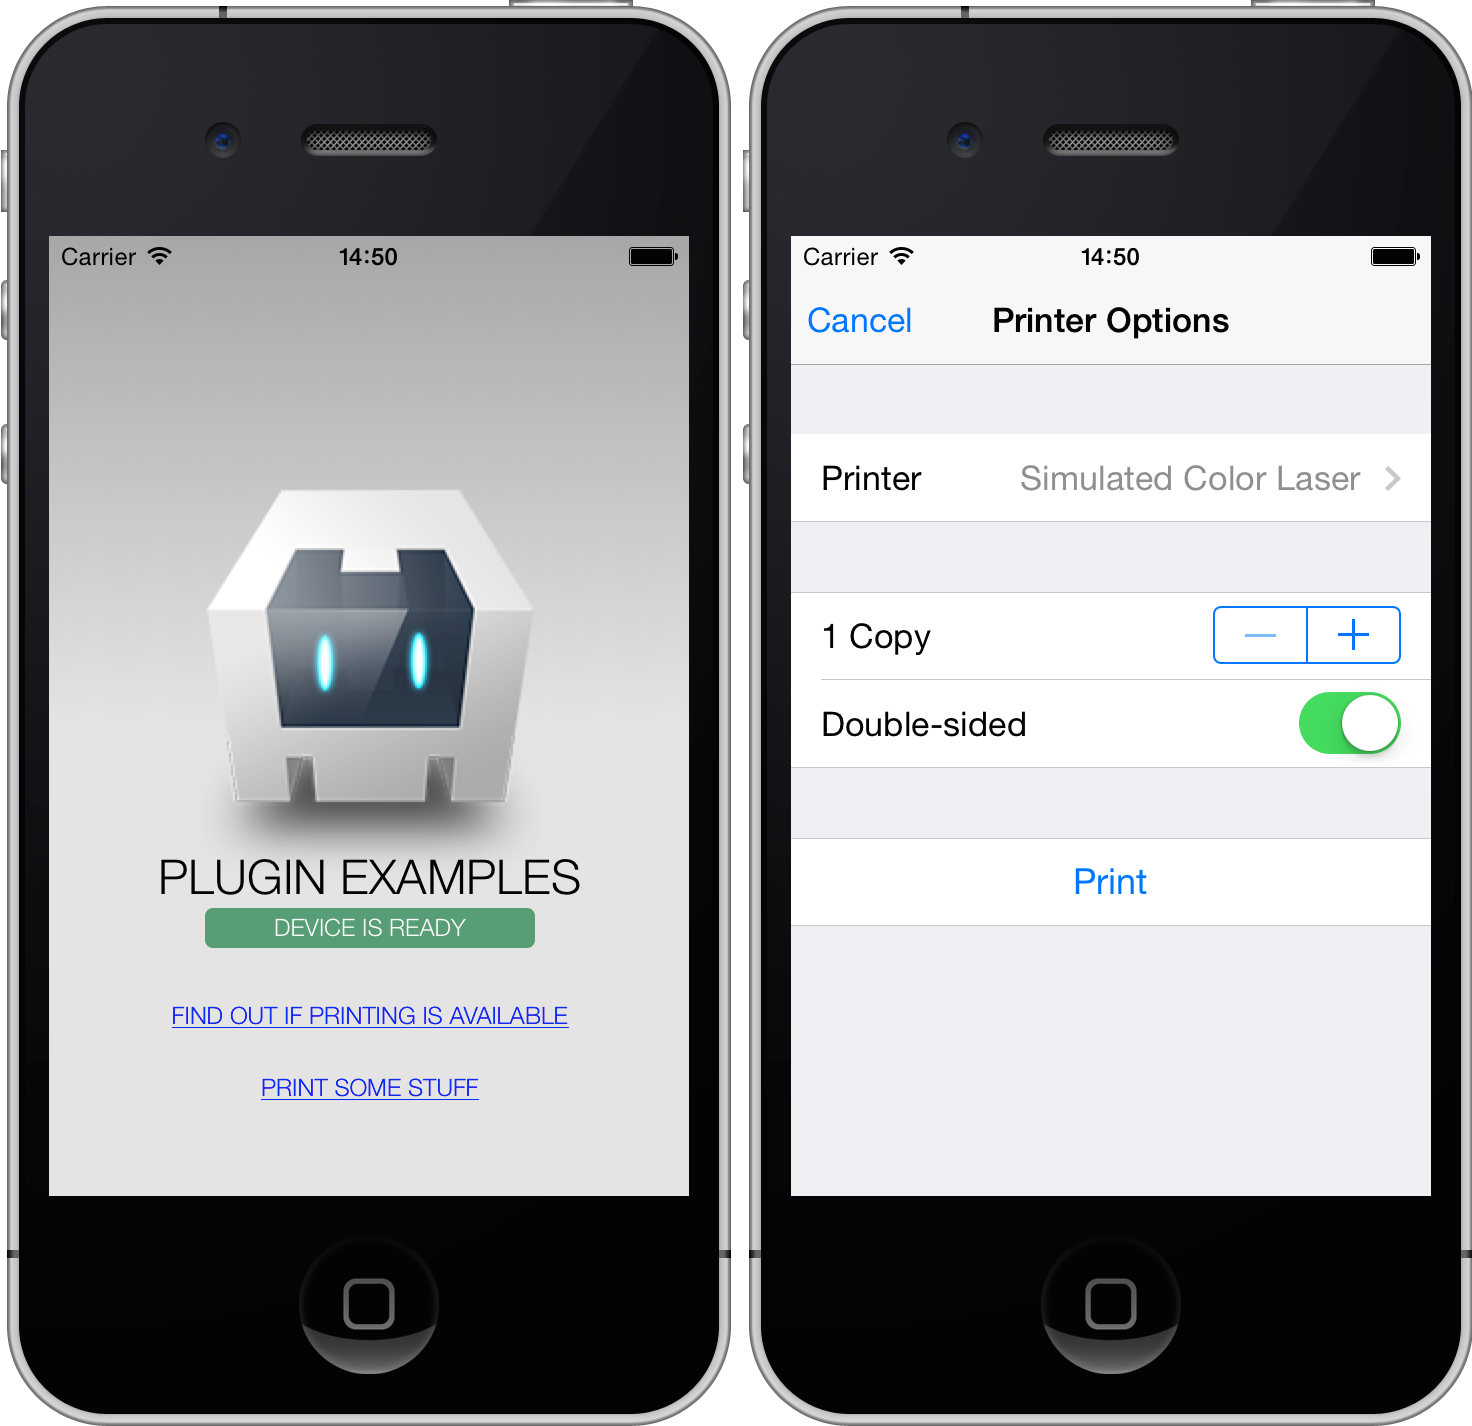 Carrier 14:50
PLUGIN EXAMPLES
DEVICE IS READY
FIND OUT IF PRINTING IS AVAILABLE
PRINT SOME STUFF
Carrier 14:50
Cancel Printer Options
Printer Simulated Color Laser
1 Copy
Double-sided
Print